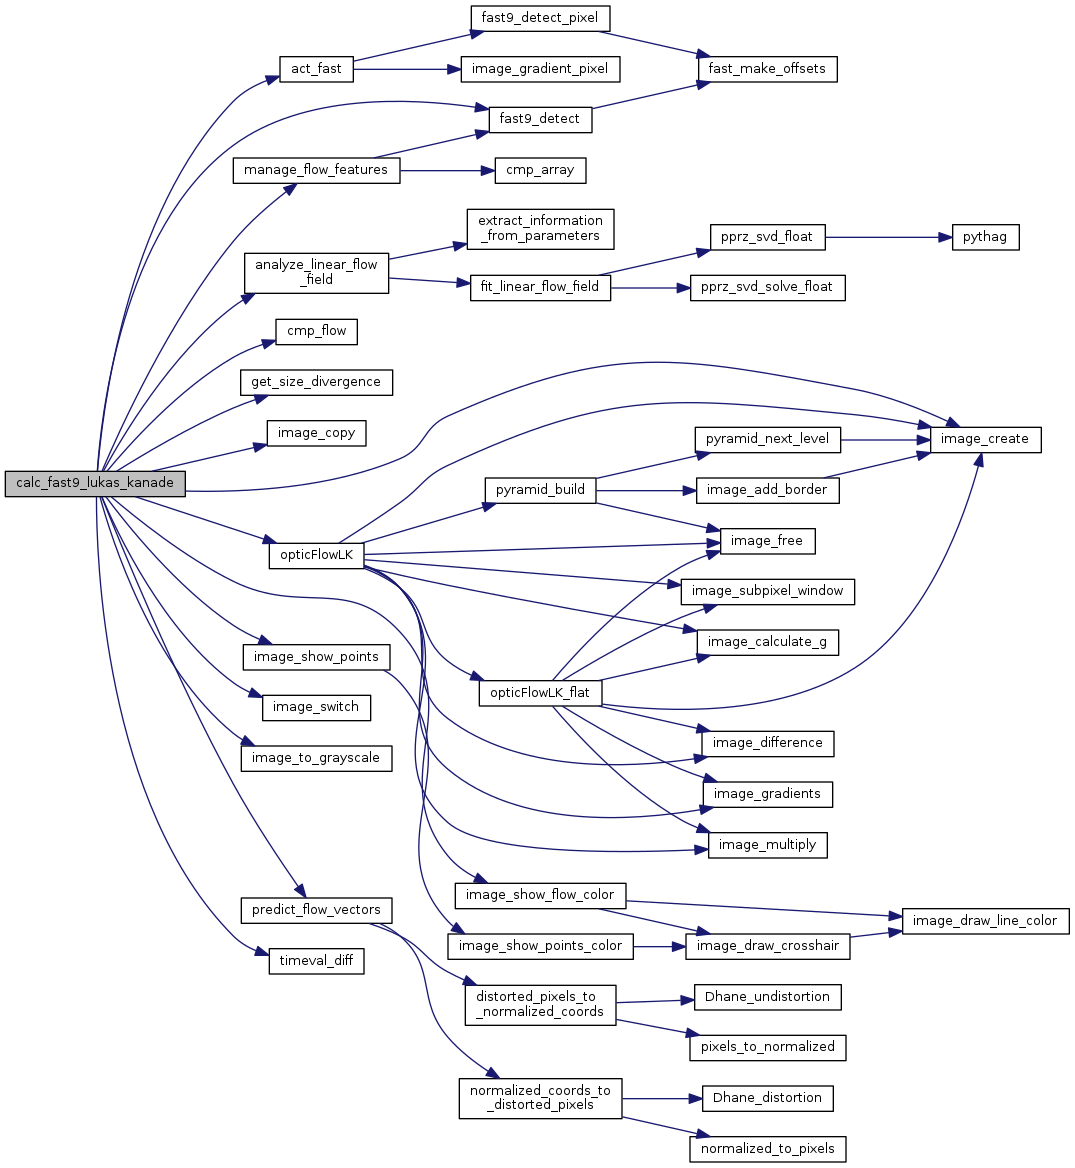 fast9_detect_pixel
act_fast
image_gradient_pixel
fast_make_offsets
fast9_detect
manage_flow_features
cmp_array
extract_information
_from_parameters
analyze_linear_flow
_field
fit_linear_flow_field
pprz_svd_float
pythag
pprz_svd_solve_float
cmp_flow
get_size_divergence
image_copy
calc_fast9_lukas_kanade
pyramid_next_level
image_create
pyramid_build
image_add_border
opticFlowLK
image_free
image_subpixel_window
image_show_points
image_calculate_g
opticFlowLK_flat
image_switch
image_to_grayscale
image_difference
image_gradients
image_multiply
image_show_flow_color
predict_flow_vectors
image_draw_line_color
image_show_points_color
image_draw_crosshair
timeval_diff
distorted_pixels_to
_normalized_coords
Dhane_undistortion
pixels_to_normalized
normalized_coords_to
_distorted_pixels
Dhane_distortion
normalized_to_pixels